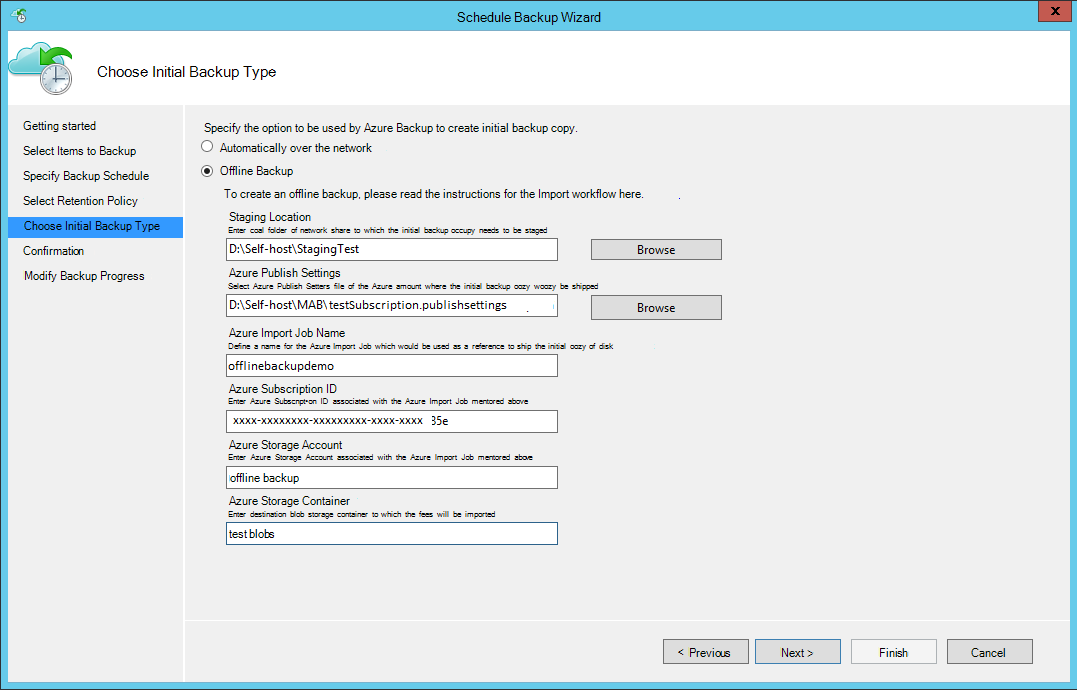 Schedule Backup Wizard
x
Choose Initial Backup Type
Getting started
Select Items to Backup
Specify Backup Schedule
Select Retention Policy
Choose Initial Backup Type
Confirmation
Modify Backup Progress
Specify the option to be used by Azure Backup to create initial backup copy.
Automatically over the network
Offline Backup
To create an offline backup, please read the instructions for the Import workflow here.
Staging Location
Enter coal folder of network share to which the initial backup occupy needs to be staged
D:\Self-host\StagingTest
Browse
Azure Publish Settings
Select Azure Publish Setters file of the Azure amount where the initial backup oozy woozy be shipped
D:\Self-host\MAB\testSubscription.publishsettings
Browse
Azure Import Job Name
Define a name for the Azure Import Job which would be used as a reference to ship the initial oozy of disk
offlinebackupdemo
Azure Subscription ID
Enter Azure Subscnpt•on ID associated with the Azure Import Job mentored above
xxxx-xxxxxxxx-xxxxxxxxx-xxxx-xxxx 35e
Azure Storage Account
Enter Azure Storage Account associated with the Azure Import Job mentored above
offline backup
Azure Storage Container
Enter destination blob storage container to which the fees will be imported
test blobs
< Previous
Next >
Finish
Cancel